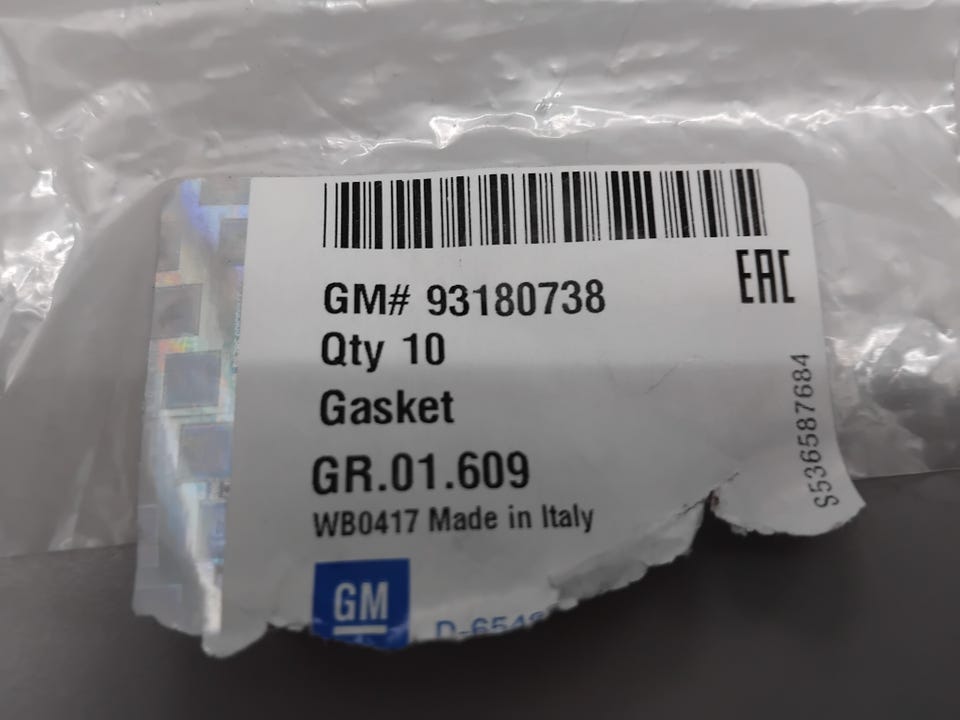 EAC
GM# 93180738
Qty 10
Gasket
GR.01.609
WB0417 Made in Italy
S536587684
GM